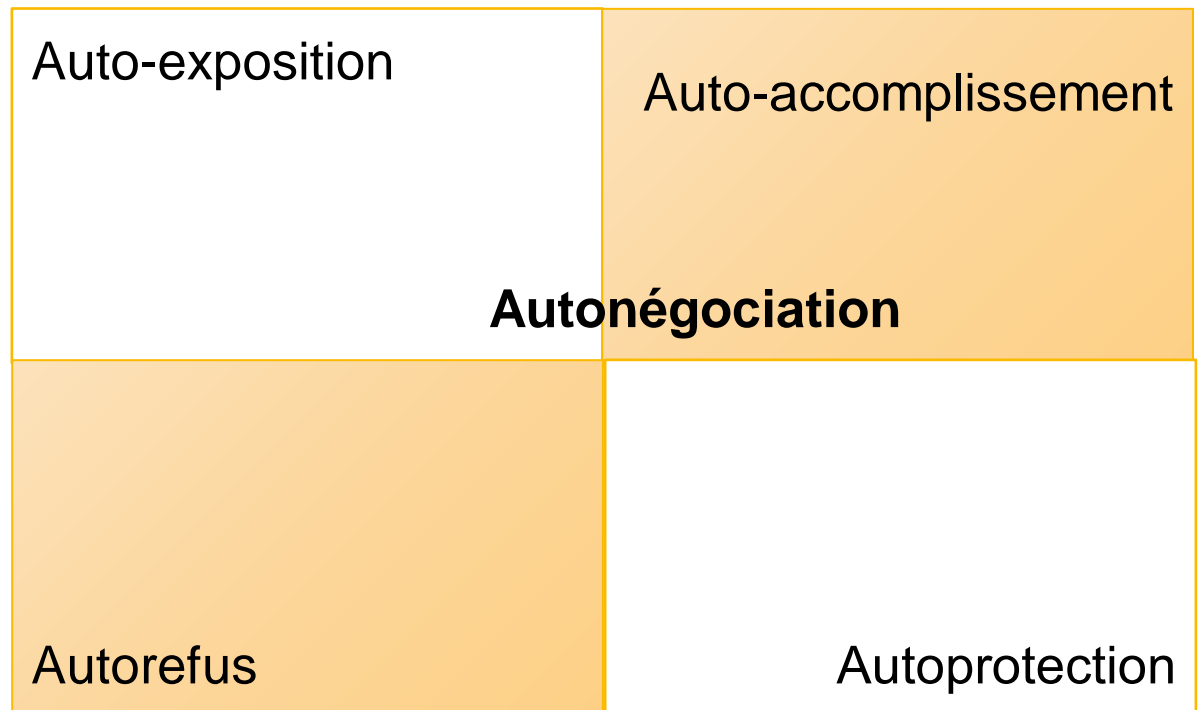 Auto-exposition
Auto-accomplissement
Autonégociation
Autorefus
Autoprotection